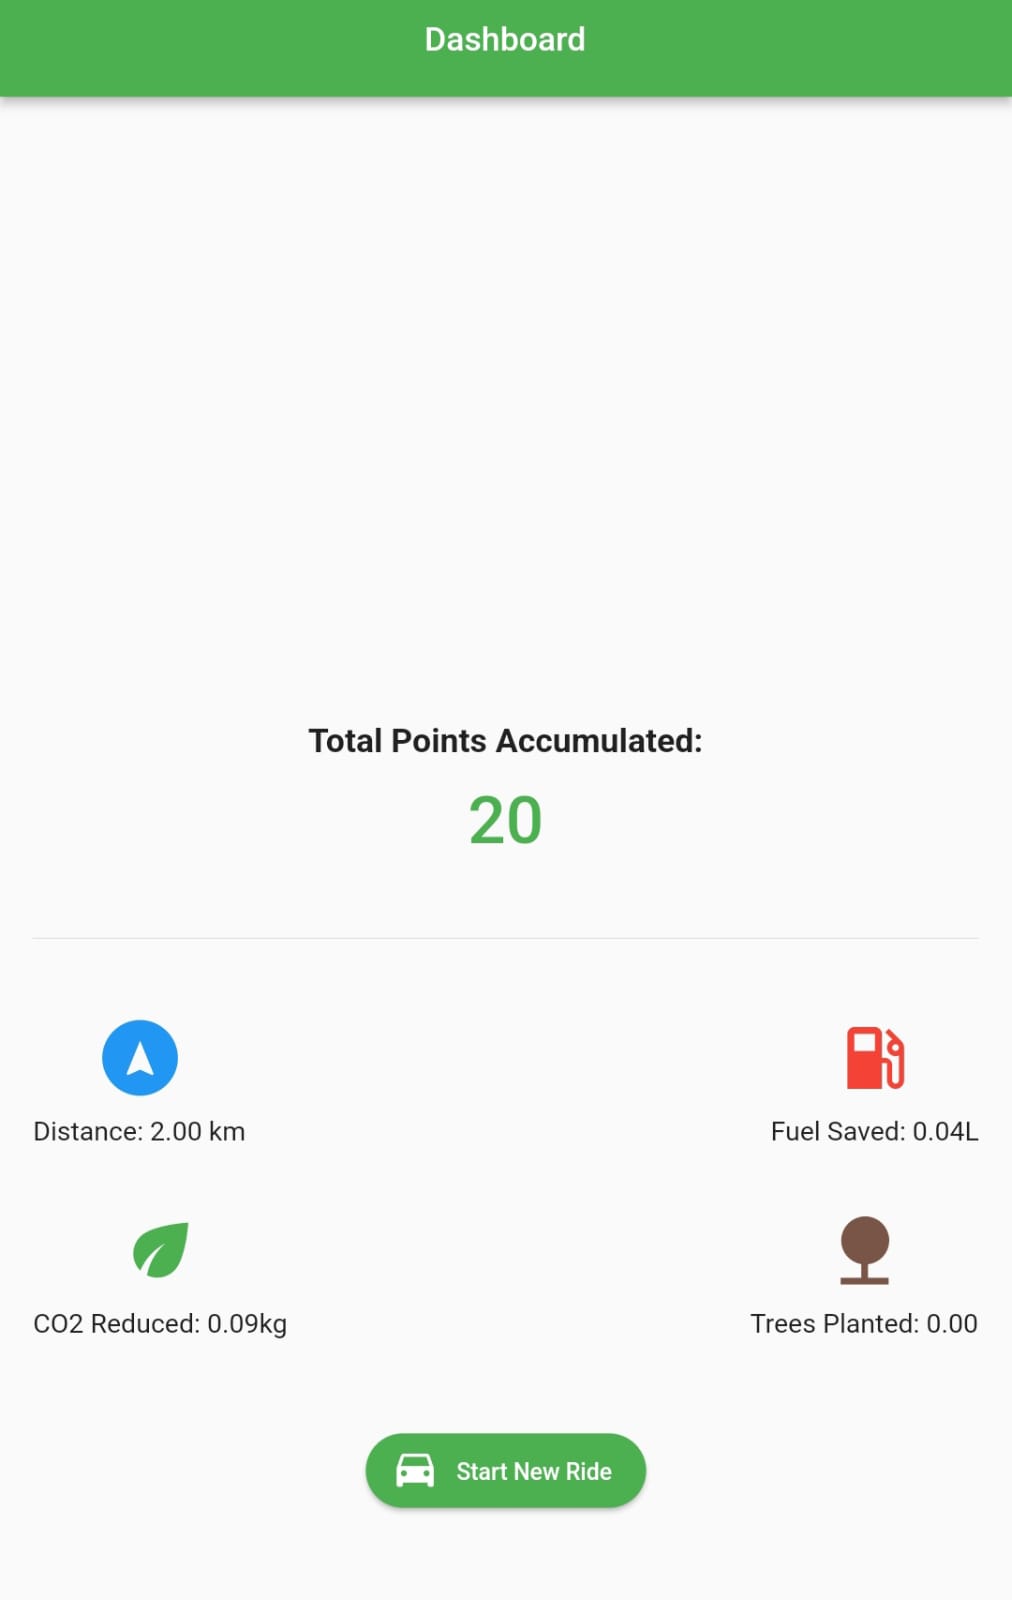 Dashboard
Total Points Accumulated:
20
Distance: 2.00 km
Fuel Saved: 0.04L
CO2 Reduced: 0.09kg
Trees Planted: 0.00
Start New Ride